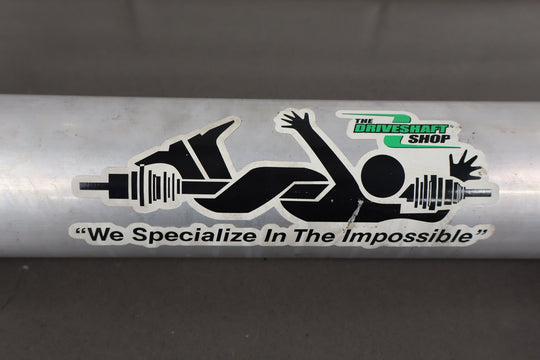 THE
DRIVESHAFT
SHOP
“We Specialize In The Impossible”